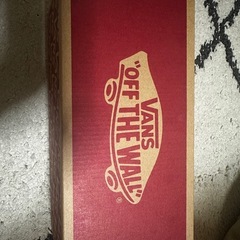 VANS
"OFF THE WALL"
®